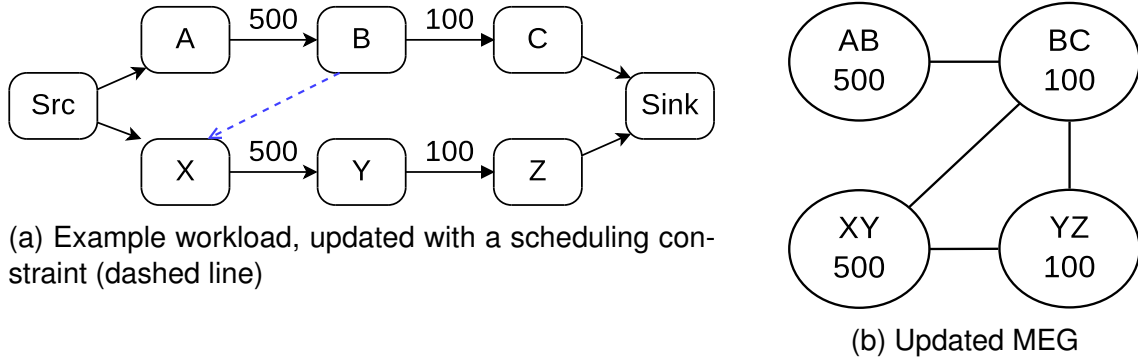 500
100
A
B
C
Src
Sink
500
100
X
Y
Z
(a) Example workload, updated with a scheduling con-
straint (dashed line)
AB
500
BC
100
XY
500
YZ
100
(b) Updated MEG